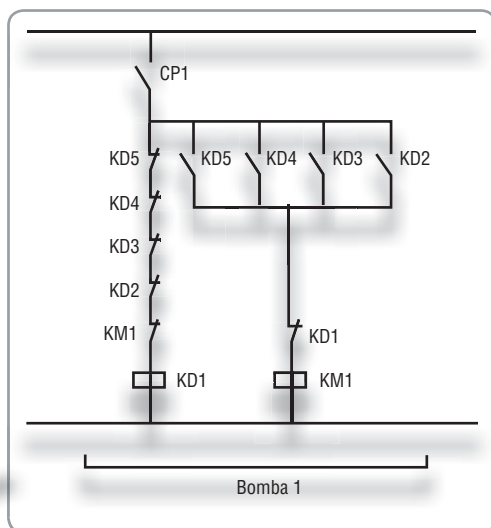 CP1
KD5 KD5 KD4 KD3 KD2
KD4
KD3
KD2
KM1 KD1
KD1 KM1
Bomba 1